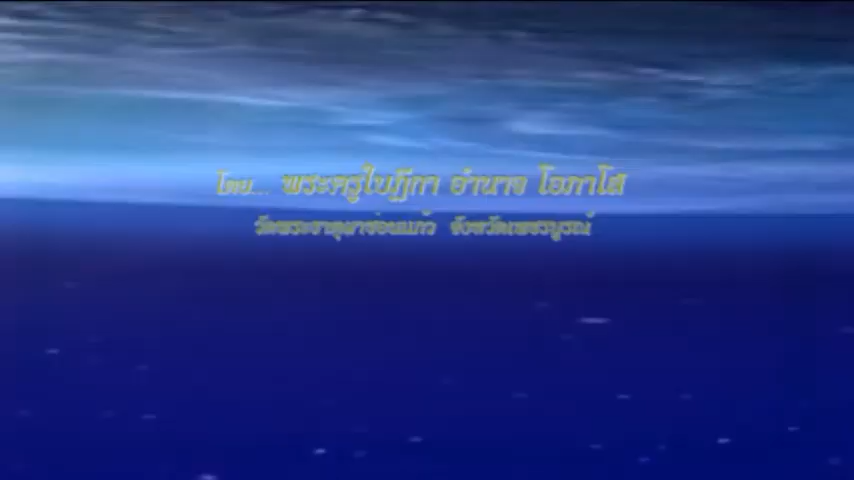 โดย... พระครูใบฎีกา อำนาจ โอภาโส
วัดพระธาตุผาซ่อนแก้ว จังหวัดเพชรบูรณ์